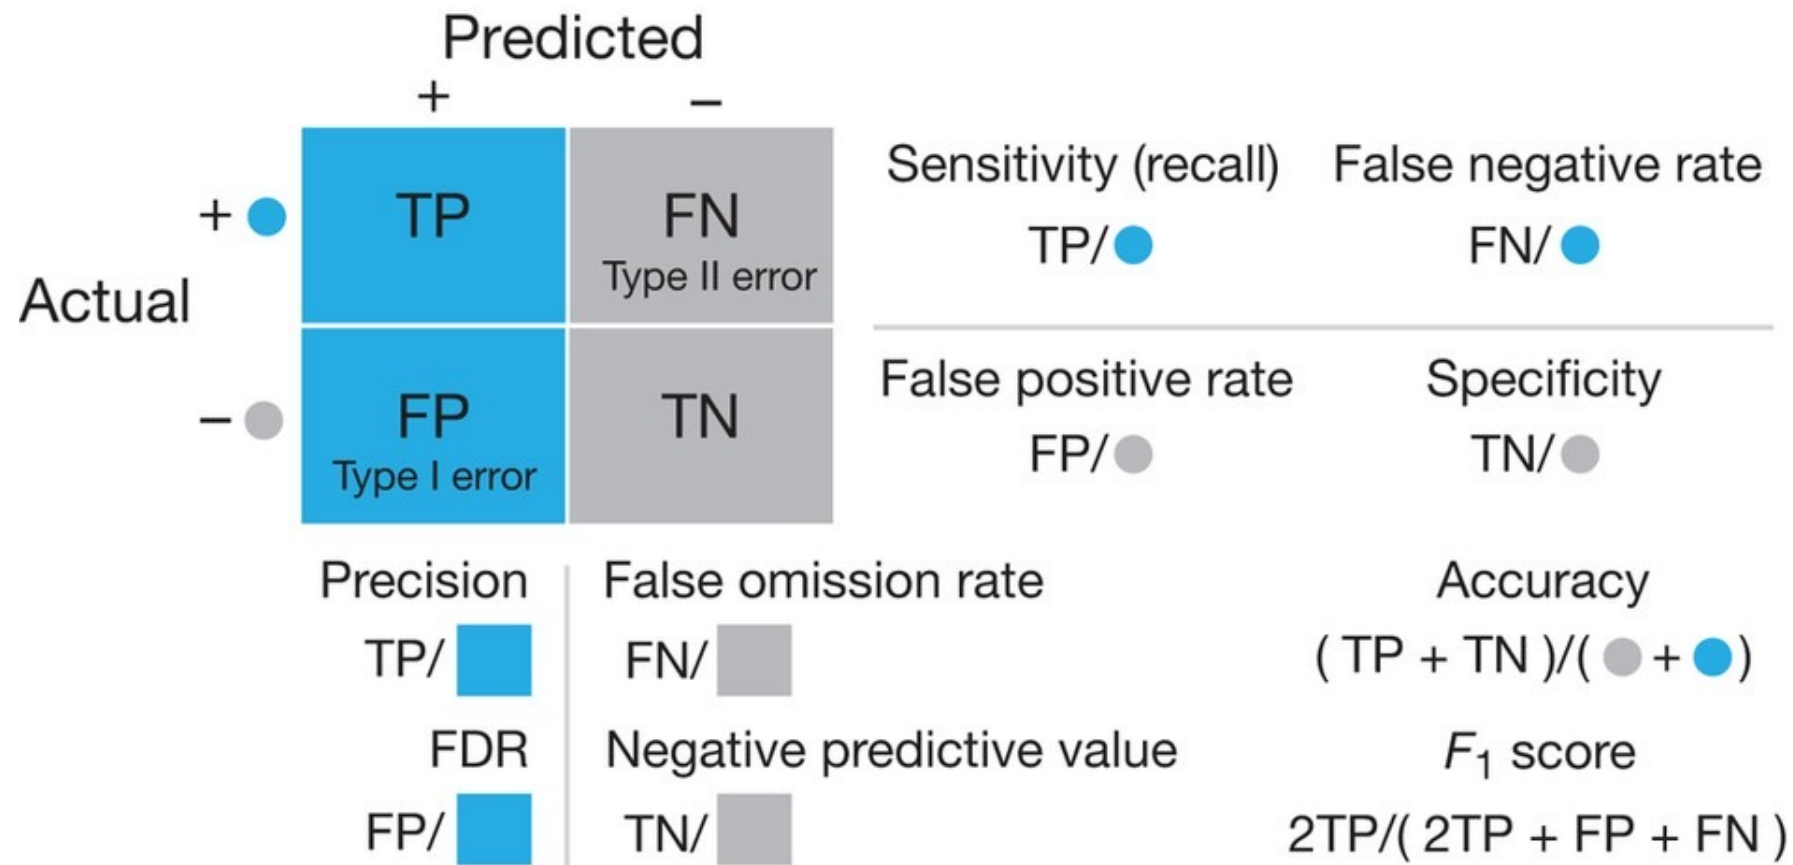 Predicted
+ −
+ TP FN
Type II error
Actual
− FP TN
Type I error
Sensitivity (recall) False negative rate
TP/ FN/
False positive rate Specificity
FP/ TN/
Precision False omission rate Accuracy
TP/ FN/ ( TP + TN )/( + )
FDR Negative predictive value F₁ score
FP/ TN/ 2TP/( 2TP + FP + FN )